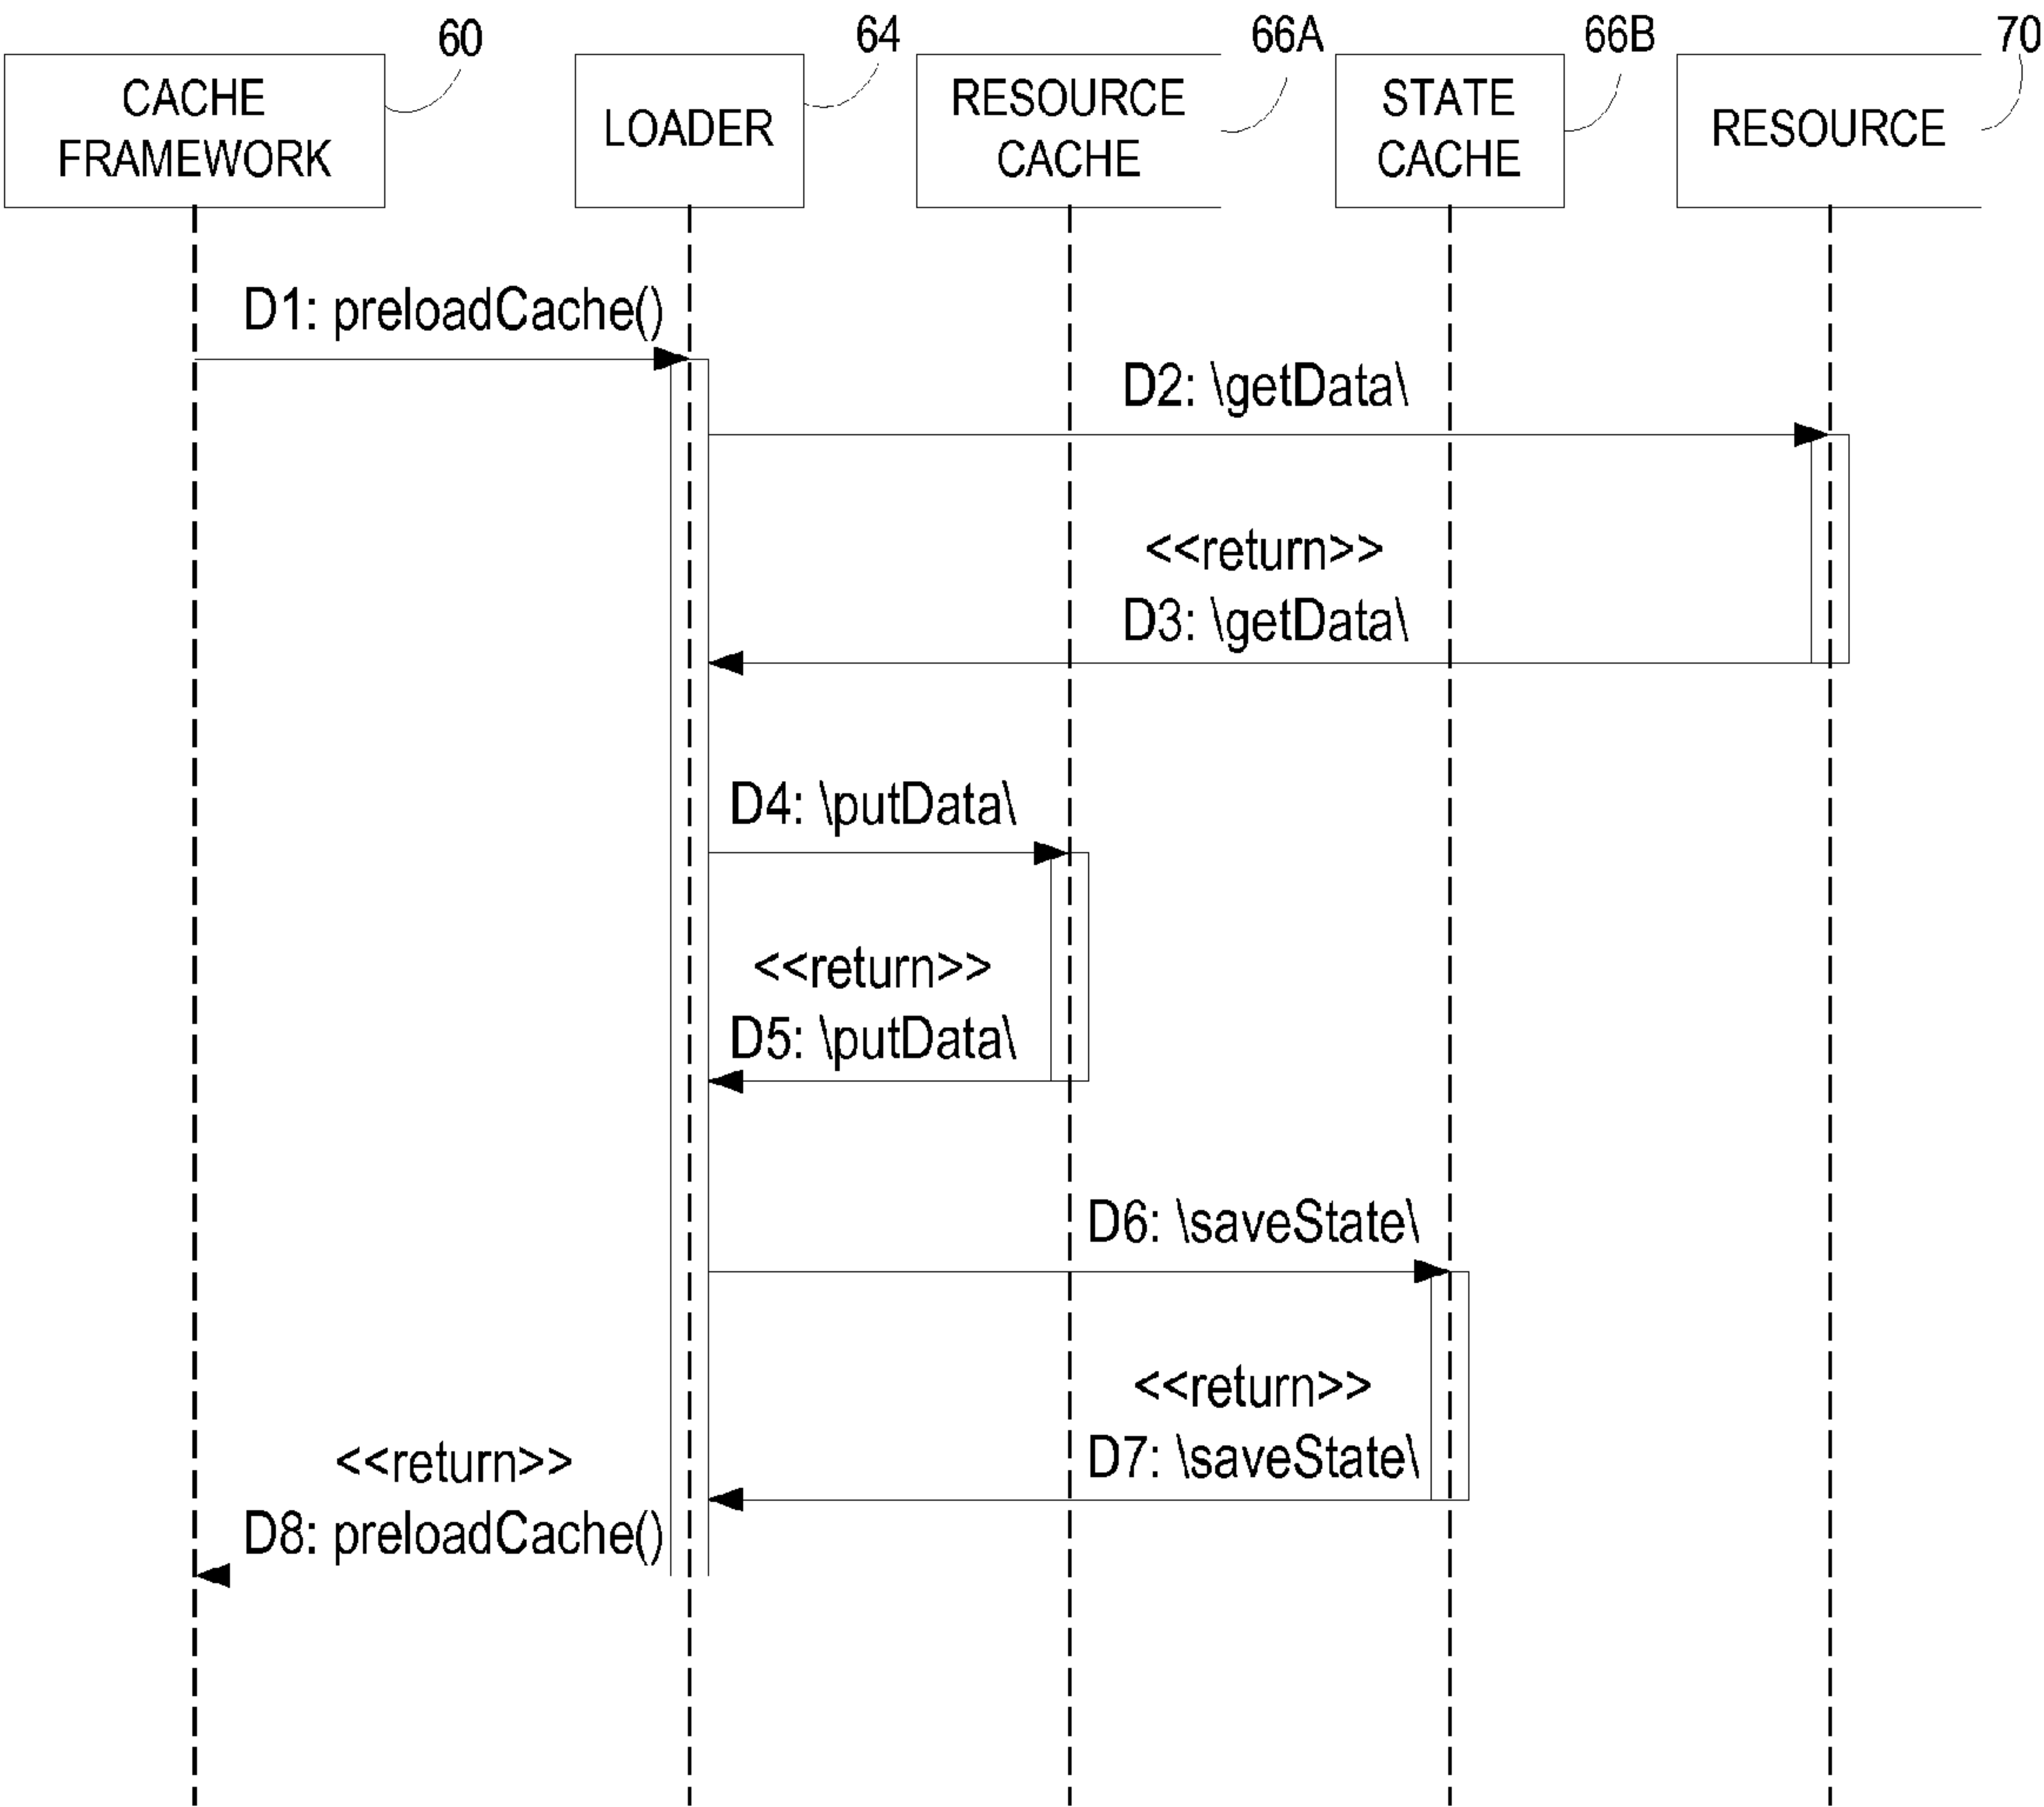 60
64
66A
66B
70
CACHE
FRAMEWORK
LOADER
RESOURCE
CACHE
STATE
CACHE
RESOURCE
D1: preloadCache()
D2: \getData\
<<return>>
D3: \getData\
D4: \putData\
<<return>>
D5: \putData\
D6: \saveState\
<<return>>
D7: \saveState\
<<return>>
D8: preloadCache()